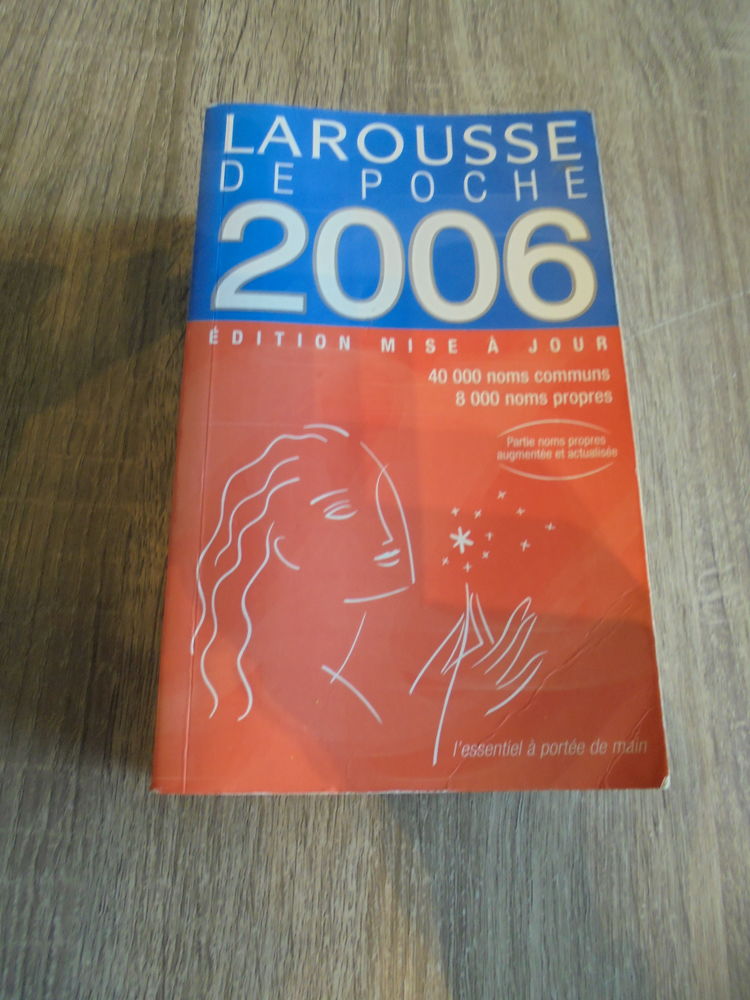 LAROUSSE
DE POCHE
2006
ÉDITION MISE À JOUR
40 000 noms communs
8 000 noms propres
Partie noms propres
augmentée et actualisée
l'essentiel à portée de main